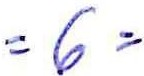 = 6 =